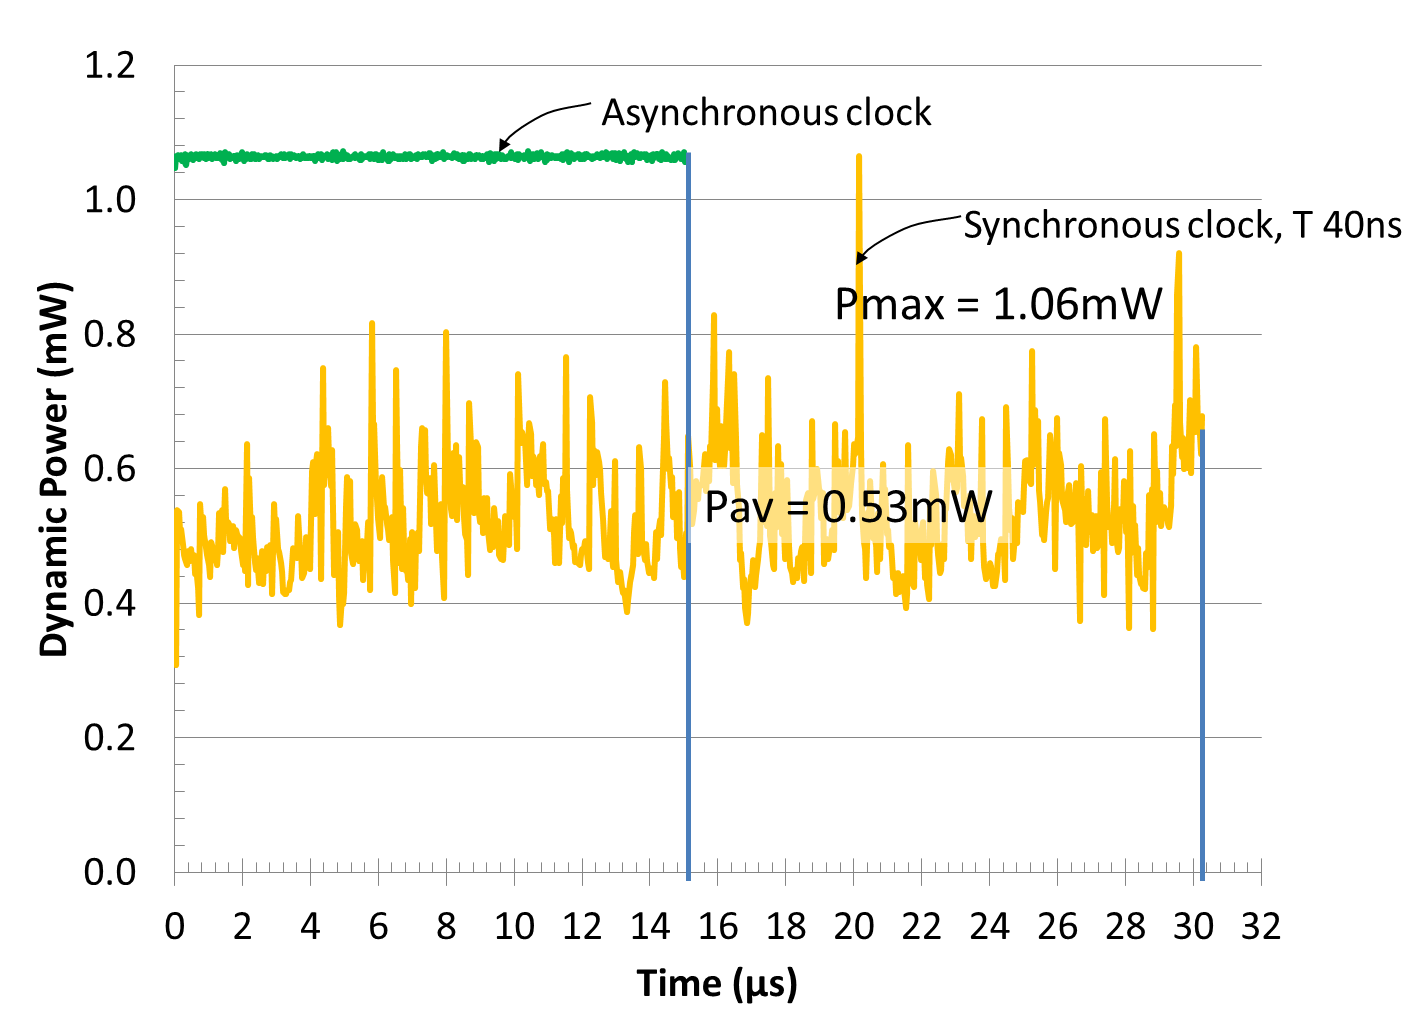 1.2
Asynchronous clock
1.0
Synchronous clock, T 40ns
Pmax = 1.06mW
0.8
0.6
Pav = 0.53mW
0.4
0.2
0.0
Dynamic Power (mW)
0 2 4 6 8 10 12 14 16 18 20 22 24 26 28 30 32
Time (µs)